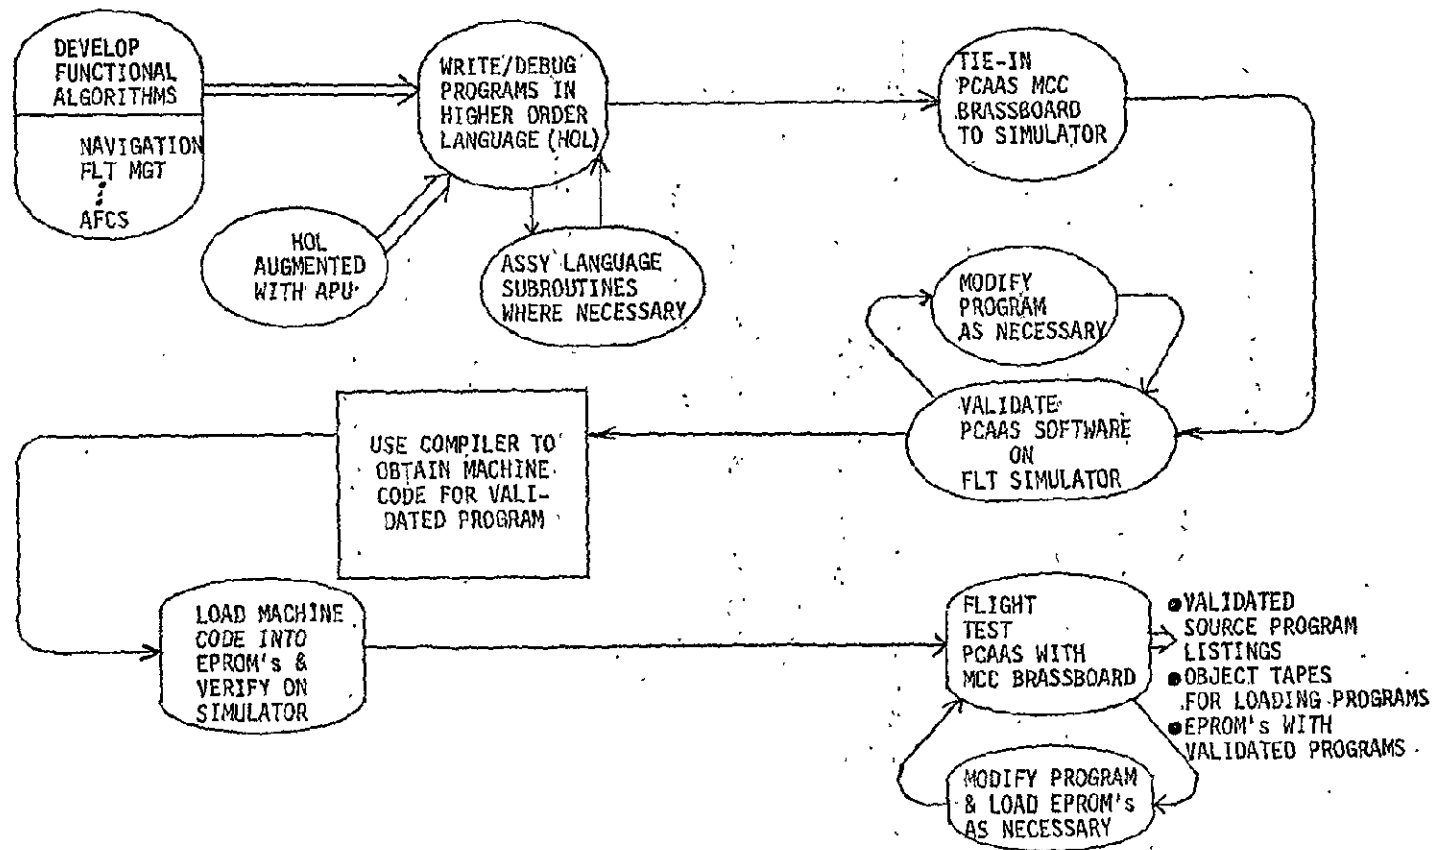 DEVELOP
FUNCTIONAL
ALGORITHMS
NAVIGATION
FLT MGT
AFCS
WRITE/DEBUG
PROGRAMS IN
HIGHER ORDER
LANGUAGE (HOL)
HOL
AUGMENTED
WITH APU
ASSY LANGUAGE
SUBROUTINES
WHERE NECESSARY
TIE-IN
PCAAS MCC
BRASSBOARD
TO SIMULATOR
MODIFY
PROGRAM
AS NECESSARY
VALIDATE
PCAAS SOFTWARE
ON
FLT SIMULATOR
USE COMPILER TO
OBTAIN MACHINE
CODE FOR VALI-
DATED PROGRAM
LOAD MACHINE
CODE INTO
EPROM's &
VERIFY ON
SIMULATOR
FLIGHT
TEST
PCAAS WITH
MCC BRASSBOARD
MODIFY PROGRAM
& LOAD EPROM's
AS NECESSARY
●VALIDATED
SOURCE PROGRAM
LISTINGS
●OBJECT TAPES
FOR LOADING PROGRAMS
●EPROM's WITH
VALIDATED PROGRAMS